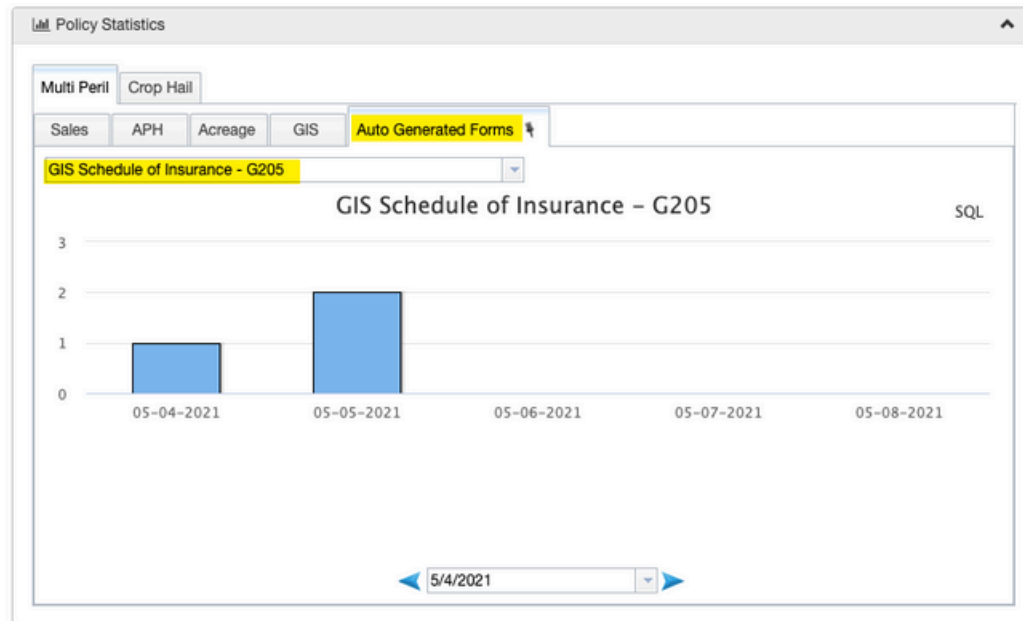 Policy Statistics
Multi Peril Crop Hail
Sales APH Acreage GIS Auto Generated Forms
GIS Schedule of Insurance - G205
GIS Schedule of Insurance – G205
SQL
3
2
1
0
05-04-2021 05-05-2021 05-06-2021 05-07-2021 05-08-2021
5/4/2021